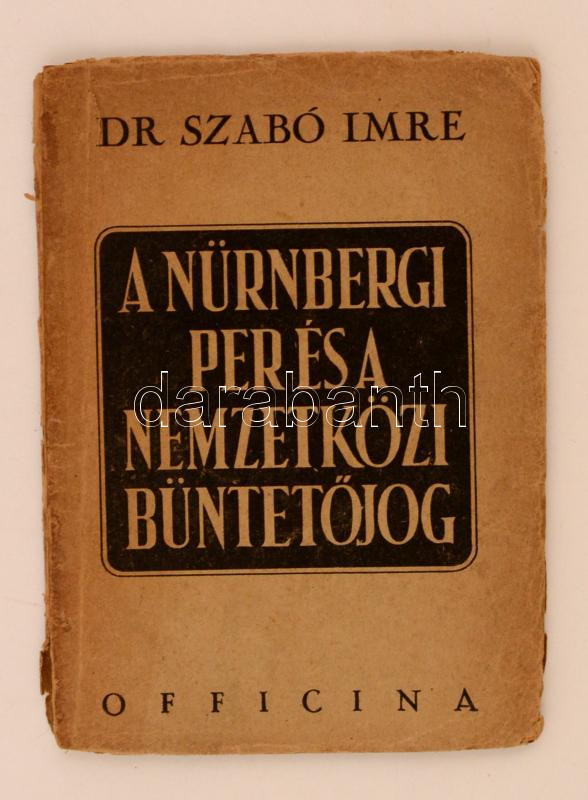 DR SZABÓ IMRE
A NÜRNBERGI
PER ÉS A
darabanth
NEMZETKÖZI
BÜNTETŐJOG
OFFICINA